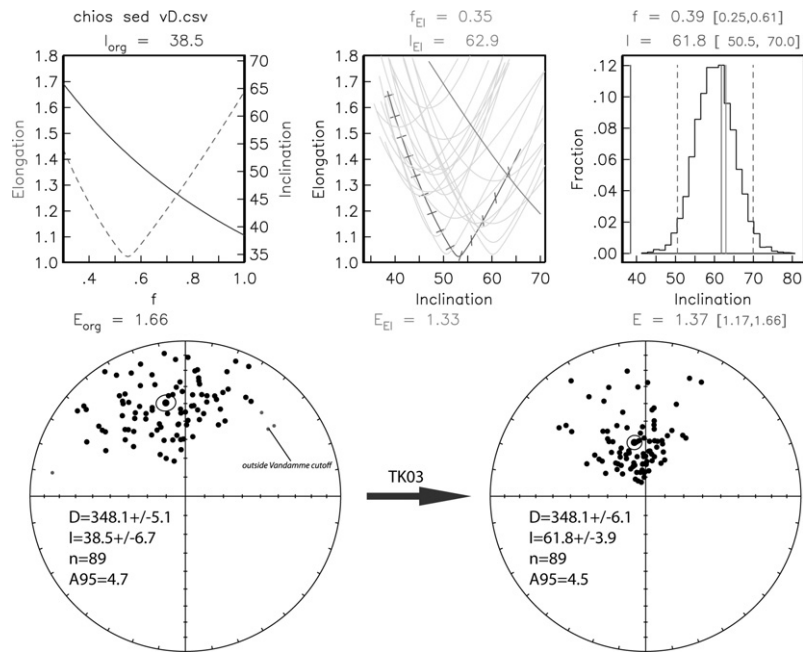 chios sed vD.csv
I_org = 38.5
1.8
1.7
1.6
1.5
1.4
1.3
1.2
1.1
1.0
Elongation
70
65
60
55
50
45
40
35
Inclination
.4 .6 .8 1.0
f
E_org = 1.66
f_EI = 0.35
I_EI = 62.9
1.8
1.7
1.6
1.5
1.4
1.3
1.2
1.1
1.0
Elongation
40 50 60 70
Inclination
E_EI = 1.33
f = 0.39 [0.25,0.61]
I = 61.8 [ 50.5, 70.0]
.12
.10
.08
.06
.04
.02
.00
Fraction
40 50 60 70 80
Inclination
E = 1.37 [1.17,1.66]
outside Vandamme cutoff
D=348.1+/-5.1
I=38.5+/-6.7
n=89
A95=4.7
TK03
D=348.1+/-6.1
I=61.8+/-3.9
n=89
A95=4.5